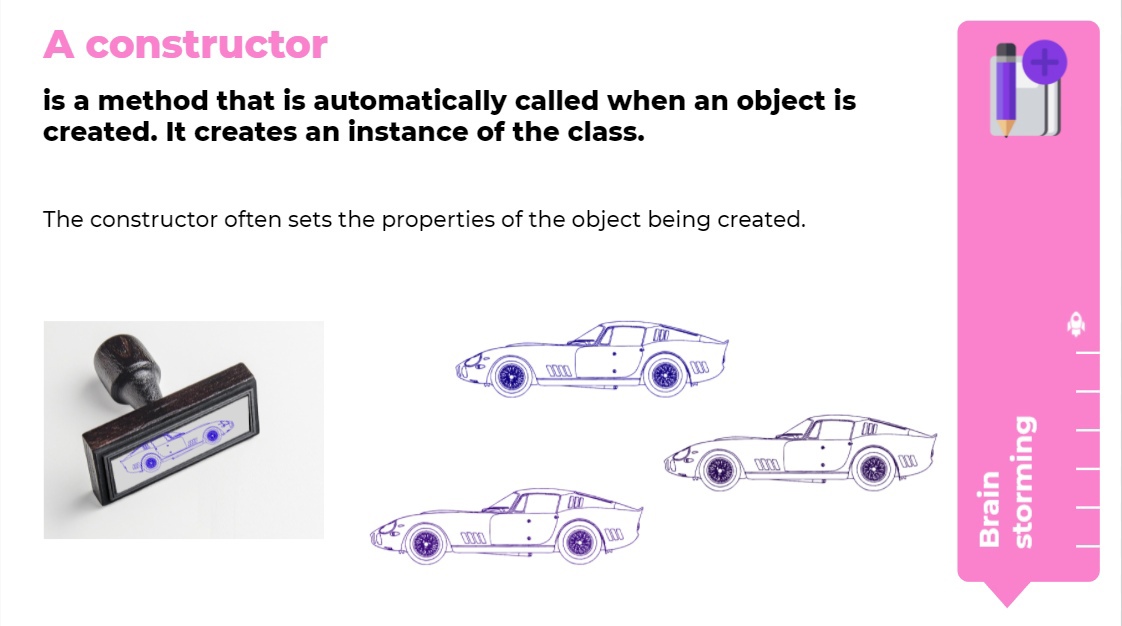 A constructor
is a method that is automatically called when an object is
created. It creates an instance of the class.
The constructor often sets the properties of the object being created.
Brain
storming